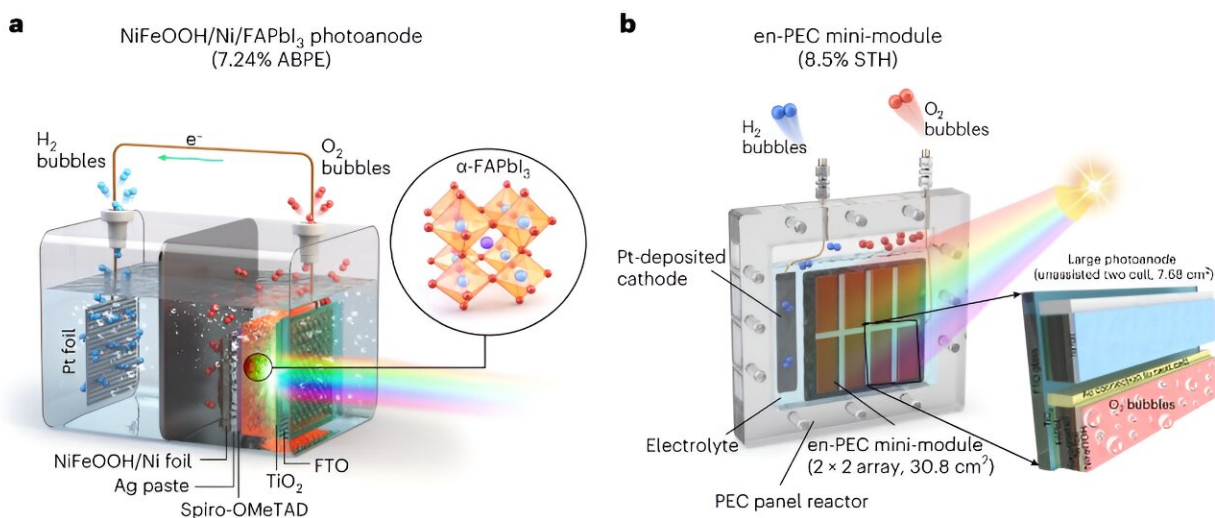 a
NiFeOOH/Ni/FAPbI₃ photoanode
(7.24% ABPE)
H₂
bubbles
e⁻
O₂
bubbles
α-FAPbI₃
Pt foil
NiFeOOH/Ni foil
Ag paste
Spiro-OMeTAD
TiO₂
FTO
b
en-PEC mini-module
(8.5% STH)
H₂
bubbles
O₂
bubbles
Pt-deposited
cathode
Large photoanode
(unassisted two cell, 7.68 cm²)
FTO glass
TiO₂
O₂ bubbles
Electrolyte
en-PEC mini-module
(2 × 2 array, 30.8 cm²)
PEC panel reactor